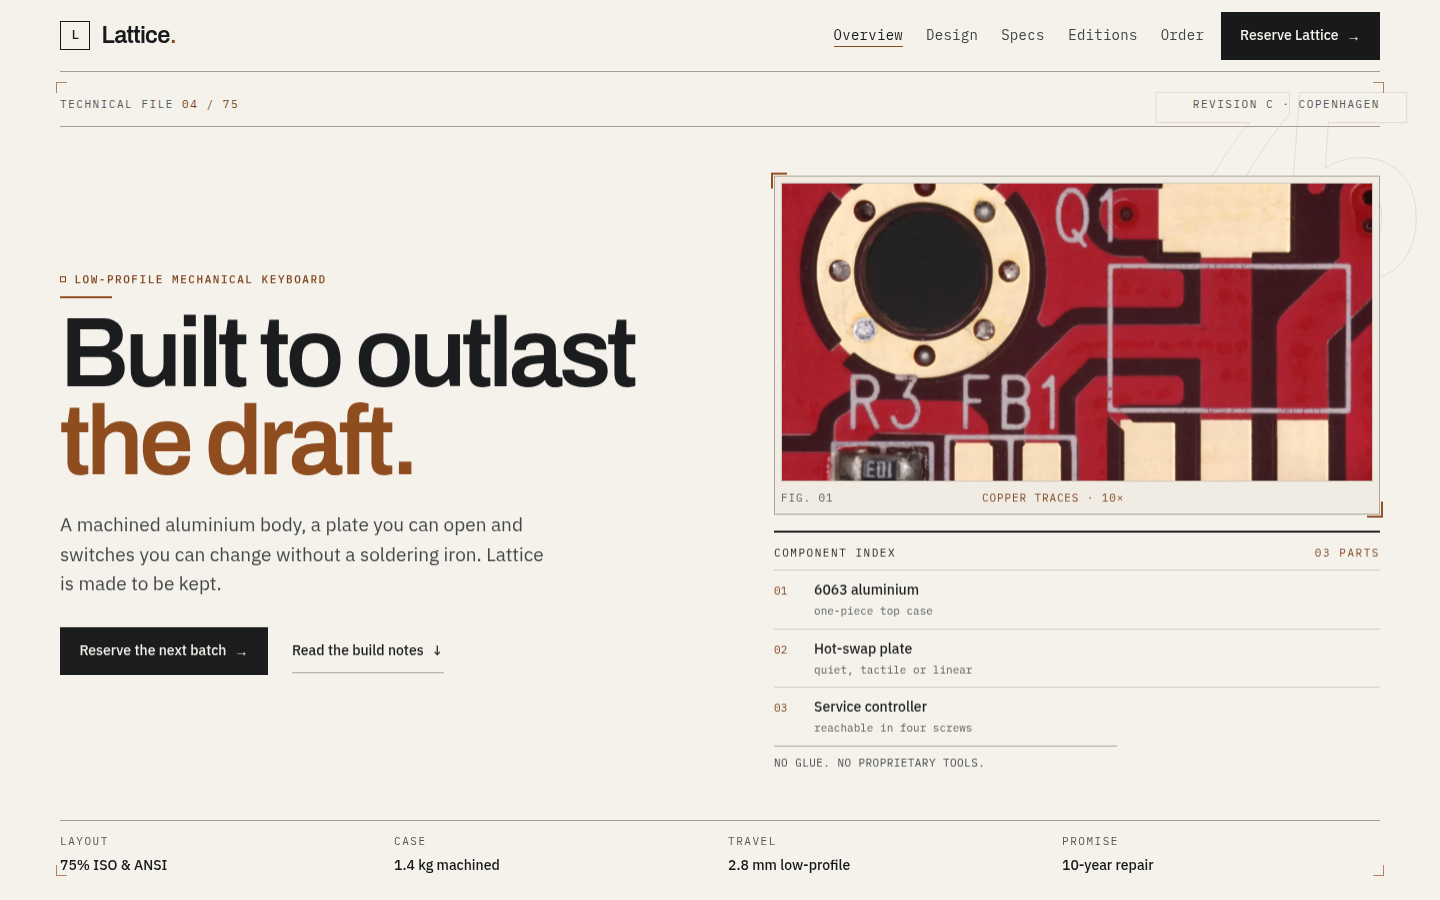 L
Lattice.
Overview
Design
Specs
Editions
Order
Reserve Lattice →
TECHNICAL FILE 04 / 75
REVISION C · COPENHAGEN
75
LOW-PROFILE MECHANICAL KEYBOARD
Built to outlast
the draft.
A machined aluminium body, a plate you can open and
switches you can change without a soldering iron. Lattice
is made to be kept.
Reserve the next batch →
Read the build notes ↓
Q1
R3 FB1
E01
FIG. 01
COPPER TRACES · 10×
COMPONENT INDEX
03 PARTS
01
6063 aluminium
one-piece top case
02
Hot-swap plate
quiet, tactile or linear
03
Service controller
reachable in four screws
NO GLUE. NO PROPRIETARY TOOLS.
LAYOUT
75% ISO & ANSI
CASE
1.4 kg machined
TRAVEL
2.8 mm low-profile
PROMISE
10-year repair